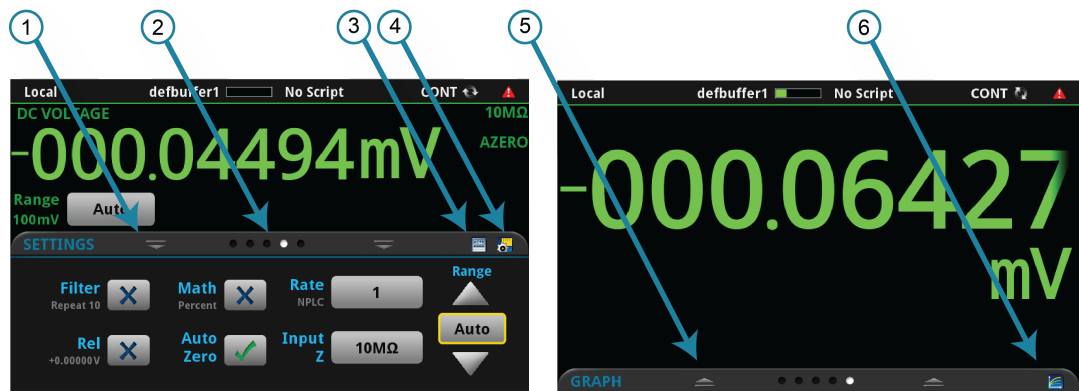 1 2 3 4 5 6
Local defbuffer1 No Script CONT
DC VOLTAGE 10MΩ
-000.04494mV AZERO
Range
100mV Auto
SETTINGS
Filter
Repeat 10
Math
Percent
Rate
NPLC
1
Range
Auto
Rel
+0.00000V
Auto
Zero
Input
Z
10MΩ
Local defbuffer1 No Script CONT
-000.06427
mV
GRAPH